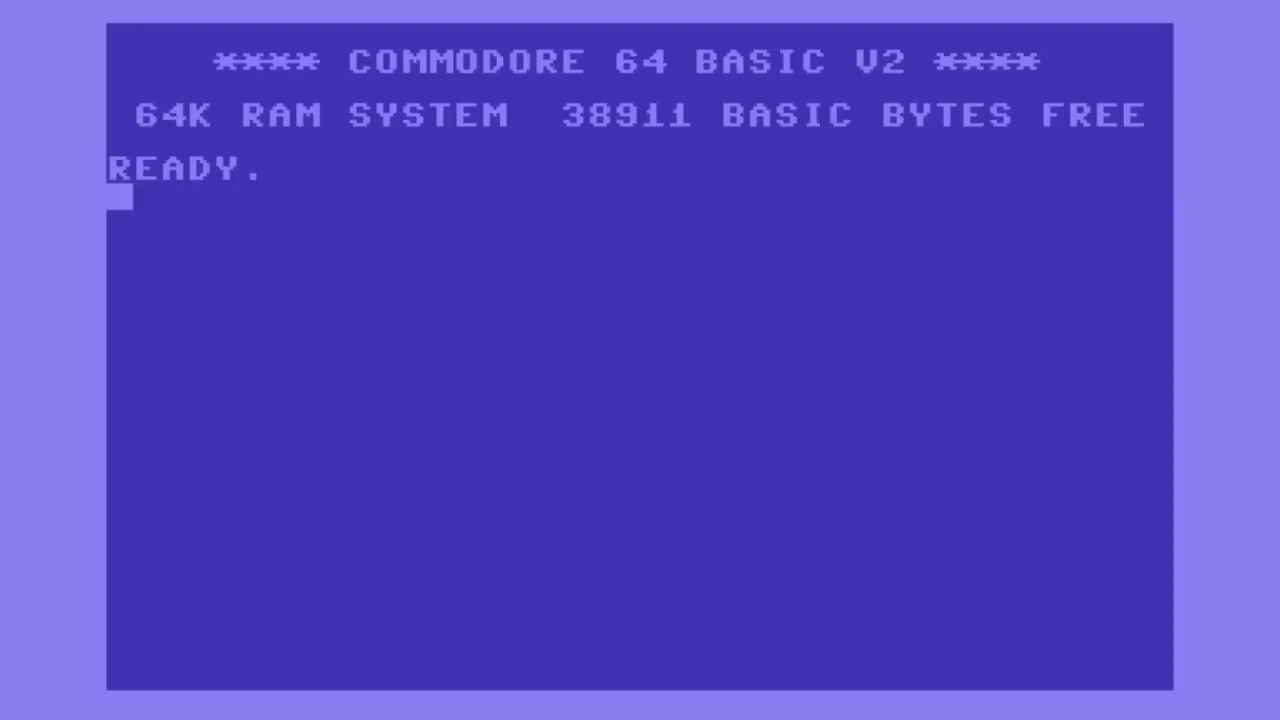 **** COMMODORE 64 BASIC V2 ****
64K RAM SYSTEM  38911 BASIC BYTES FREE
READY.